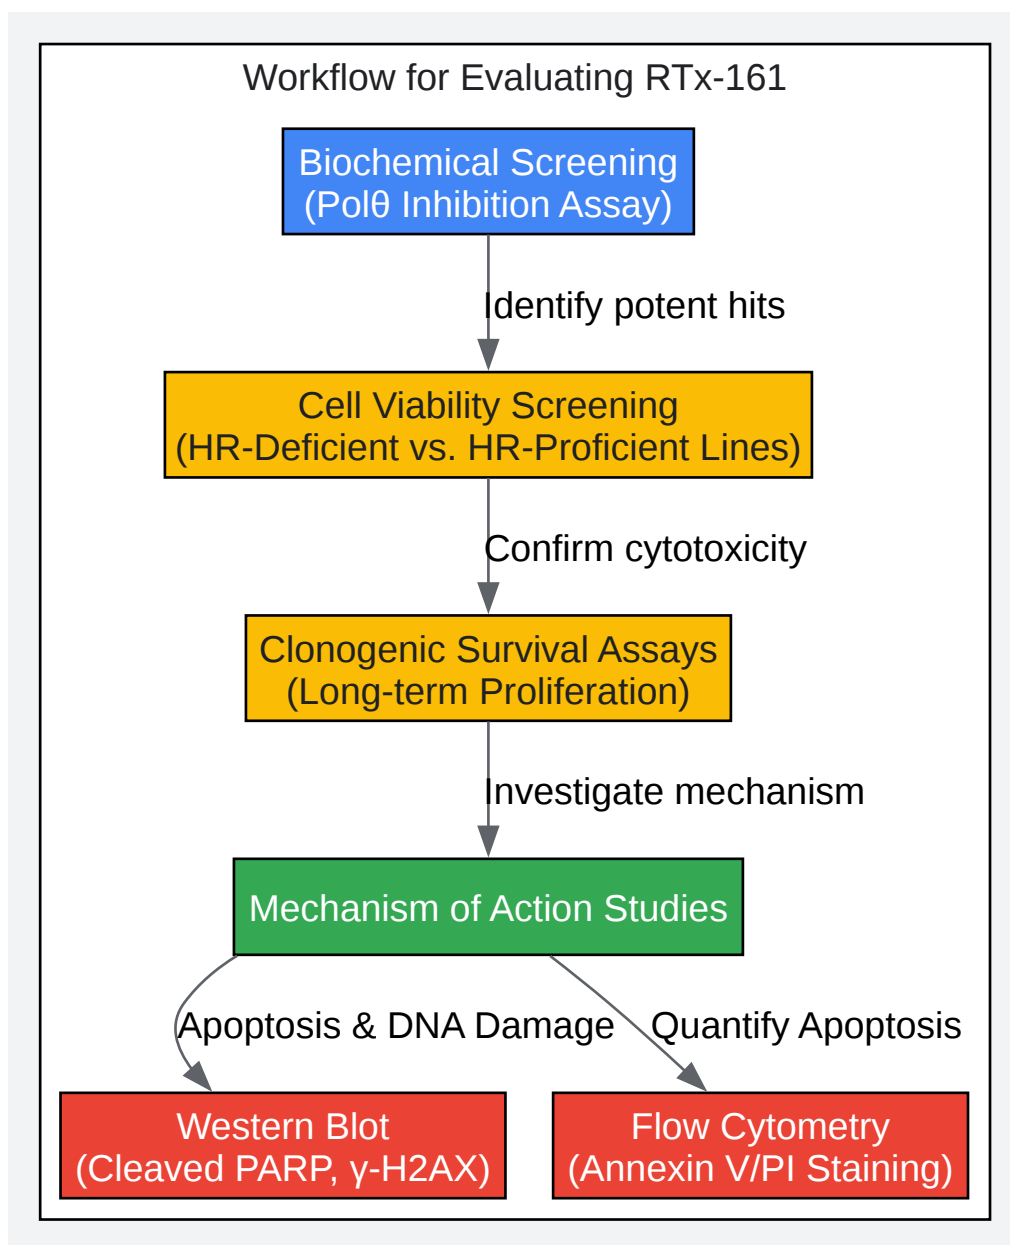 Workflow for Evaluating RTx-161
Biochemical Screening
(Polθ Inhibition Assay)
Identify potent hits
Cell Viability Screening
(HR-Deficient vs. HR-Proficient Lines)
Confirm cytotoxicity
Clonogenic Survival Assays
(Long-term Proliferation)
Investigate mechanism
Mechanism of Action Studies
Apoptosis & DNA Damage
Quantify Apoptosis
Western Blot
(Cleaved PARP, γ-H2AX)
Flow Cytometry
(Annexin V/PI Staining)